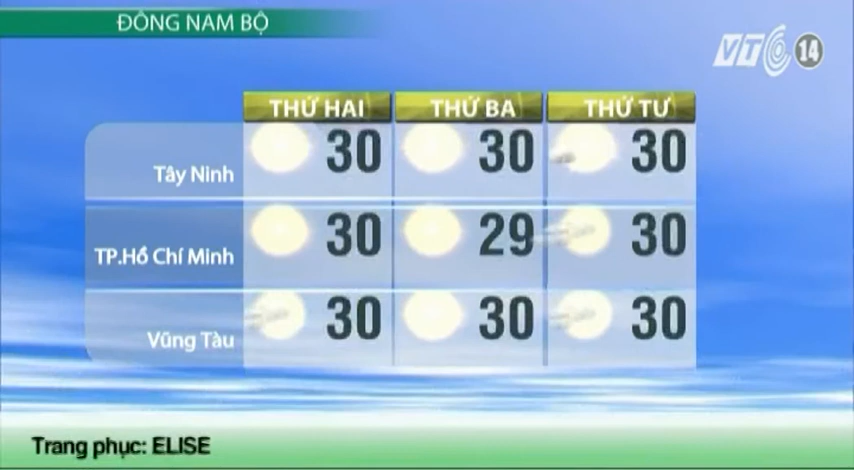 ĐÔNG NAM BỘ
VTC 14
THỨ HAI THỨ BA THỨ TƯ
Tây Ninh 30 30 30
TP.Hồ Chí Minh 30 29 30
Vũng Tàu 30 30 30
Trang phục: ELISE